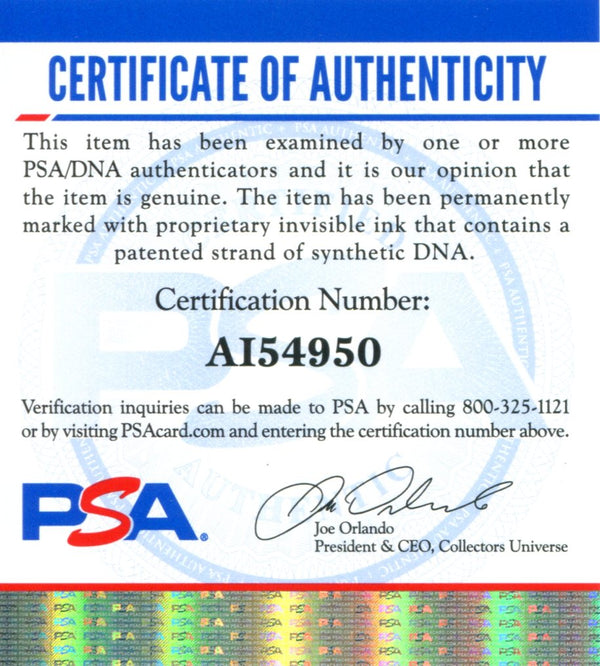 CERTIFICATE OF AUTHENTICITY
This item has been examined by one or more
PSA/DNA authenticators and it is our opinion that
the item is genuine. The item has been permanently
marked with proprietary invisible ink that contains a
patented strand of synthetic DNA.
Certification Number:
AI54950
Verification inquiries can be made to PSA by calling 800-325-1121
or by visiting PSAcard.com and entering the certification number above.
PSA®
Joe Orlando
President & CEO, Collectors Universe